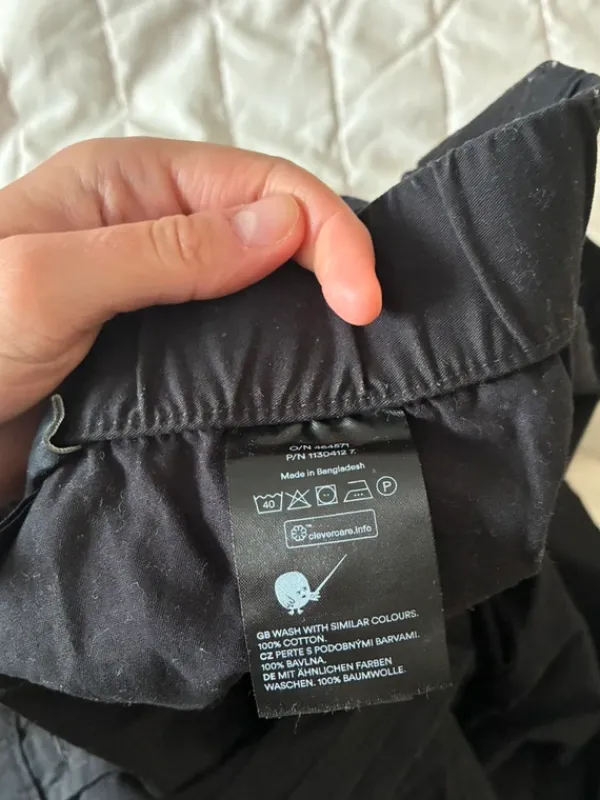 O/N 464571
P/N 1130412 7.
Made in Bangladesh
40 P
clevercare.info
GB WASH WITH SIMILAR COLOURS.
100% COTTON.
CZ PERTE S PODOBNÝMI BARVAMI.
100% BAVLNA.
DE MIT ÄHNLICHEN FARBEN
WASCHEN. 100% BAUMWOLLE.